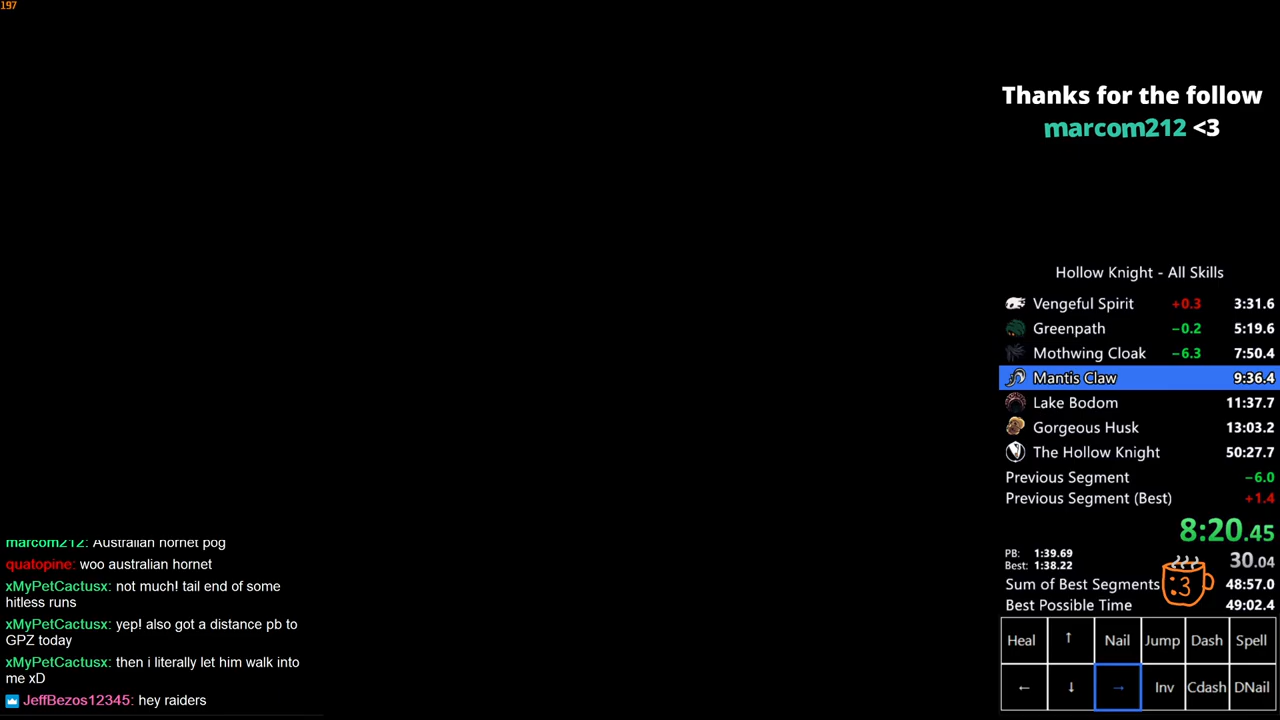 197
Thanks for the follow
marcom212 <3
Hollow Knight - All Skills
Vengeful Spirit +0.3 3:31.6
Greenpath −0.2 5:19.6
Mothwing Cloak −6.3 7:50.4
Mantis Claw 9:36.4
Lake Bodom 11:37.7
Gorgeous Husk 13:03.2
The Hollow Knight 50:27.7
Previous Segment −6.0
Previous Segment (Best) +1.4
8:20.45
PB: 1:39.69
Best: 1:38.22
30.04
Sum of Best Segments 48:57.0
Best Possible Time 49:02.4
Heal ↑ Nail Jump Dash Spell
← ↓ → Inv Cdash DNail
marcom212: Australian hornet pog
quatopine: woo australian hornet
xMyPetCactusx: not much! tail end of some
hitless runs
xMyPetCactusx: yep! also got a distance pb to
GPZ today
xMyPetCactusx: then i literally let him walk into
me xD
JeffBezos12345: hey raiders